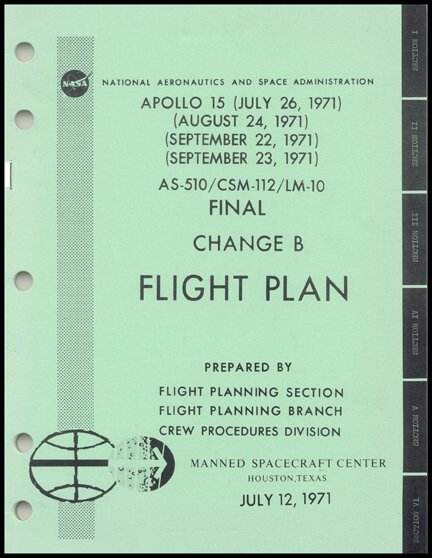 NASA
NATIONAL AERONAUTICS AND SPACE ADMINISTRATION
APOLLO 15 (JULY 26, 1971)
(AUGUST 24, 1971)
(SEPTEMBER 22, 1971)
(SEPTEMBER 23, 1971)
AS-510/CSM-112/LM-10
FINAL
CHANGE B
FLIGHT PLAN
PREPARED BY
FLIGHT PLANNING SECTION
FLIGHT PLANNING BRANCH
CREW PROCEDURES DIVISION
MANNED SPACECRAFT CENTER
HOUSTON, TEXAS
JULY 12, 1971
SECTION I
SECTION II
SECTION III
SECTION IV
SECTION V
SECTION VI